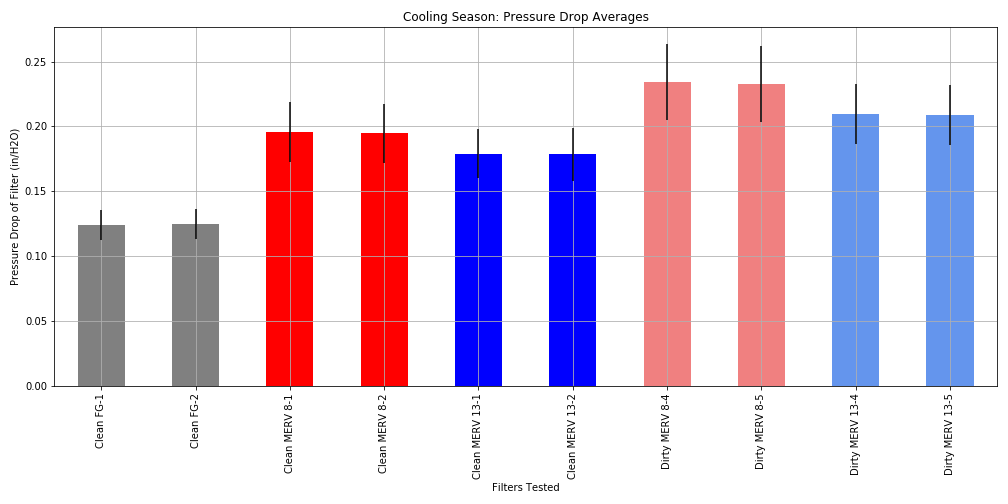 Cooling Season: Pressure Drop Averages
Pressure Drop of Filter (in/H2O)
0.25
0.20
0.15
0.10
0.05
0.00
Clean FG-1
Clean FG-2
Clean MERV 8-1
Clean MERV 8-2
Clean MERV 13-1
Clean MERV 13-2
Dirty MERV 8-4
Dirty MERV 8-5
Dirty MERV 13-4
Dirty MERV 13-5
Filters Tested